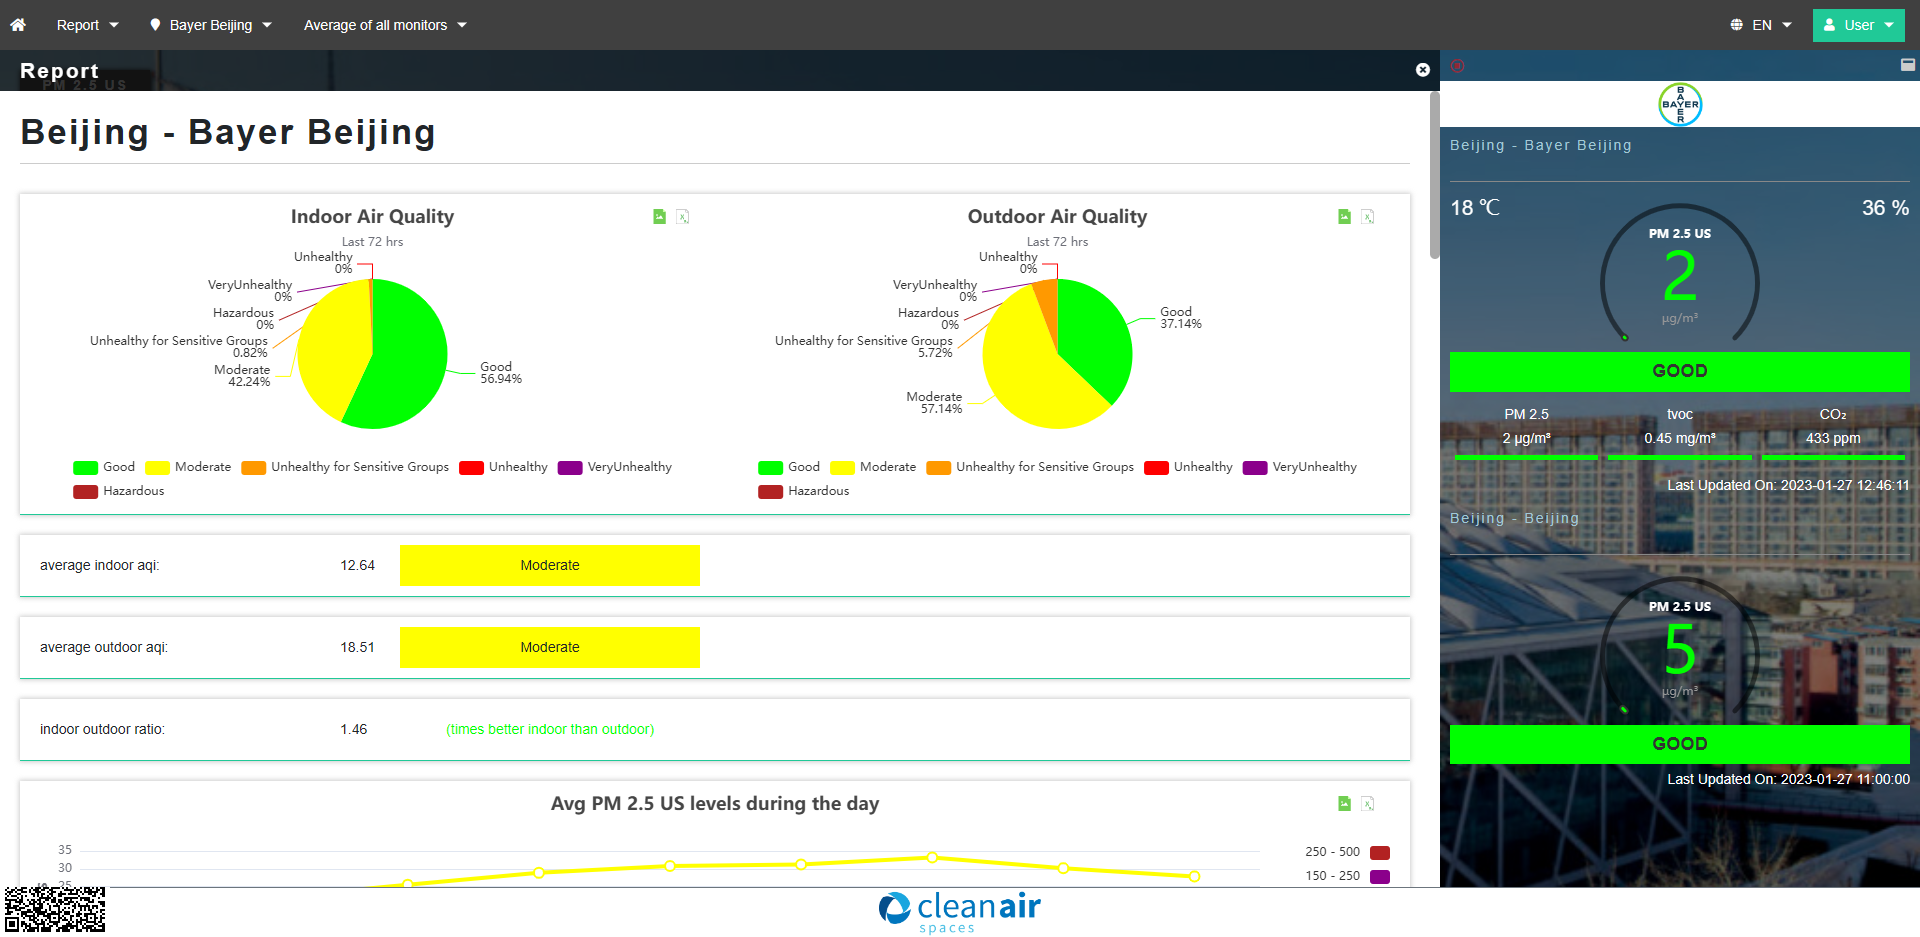 Report
Bayer Beijing
Average of all monitors
EN
User
Report
PM 2.5 US
Beijing - Bayer Beijing
Indoor Air Quality
Last 72 hrs
Unhealthy
0%
VeryUnhealthy
0%
Hazardous
0%
Unhealthy for Sensitive Groups
0.82%
Moderate
42.24%
Good
56.94%
Good
Moderate
Unhealthy for Sensitive Groups
Unhealthy
VeryUnhealthy
Hazardous
Outdoor Air Quality
Last 72 hrs
Unhealthy
0%
VeryUnhealthy
0%
Hazardous
0%
Unhealthy for Sensitive Groups
5.72%
Moderate
57.14%
Good
37.14%
Good
Moderate
Unhealthy for Sensitive Groups
Unhealthy
VeryUnhealthy
Hazardous
average indoor aqi:
12.64
Moderate
average outdoor aqi:
18.51
Moderate
indoor outdoor ratio:
1.46
(times better indoor than outdoor)
Avg PM 2.5 US levels during the day
35
30
25
250 - 500
150 - 250
BAYER
BAYER
Beijing - Bayer Beijing
18 ℃
36 %
PM 2.5 US
2
µg/m³
GOOD
PM 2.5
2 µg/m³
tvoc
0.45 mg/m³
CO₂
433 ppm
Last Updated On: 2023-01-27 12:46:11
Beijing - Beijing
PM 2.5 US
5
µg/m³
GOOD
Last Updated On: 2023-01-27 11:00:00
cleanair
spaces